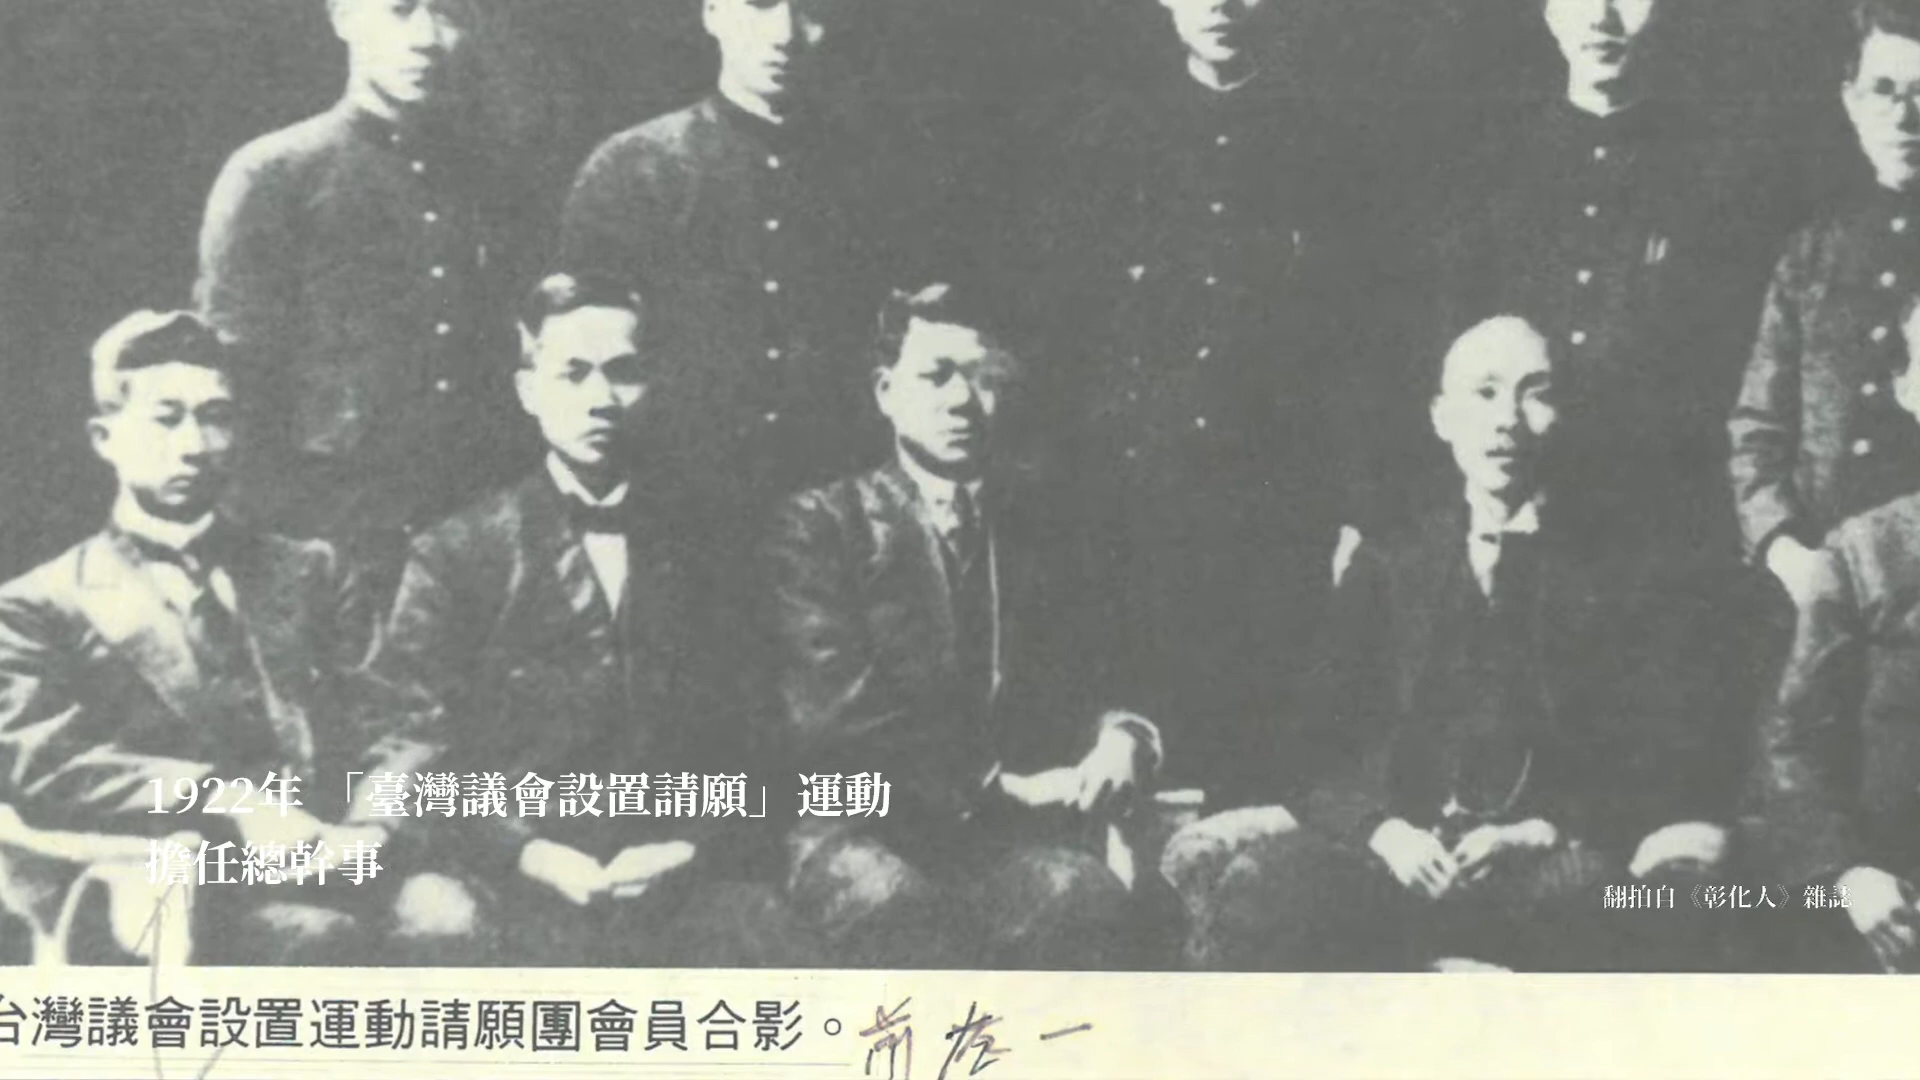 1922年 「臺灣議會設置請願」運動
擔任總幹事
翻拍自《彰化人》雜誌
台灣議會設置運動請願團會員合影。前左一